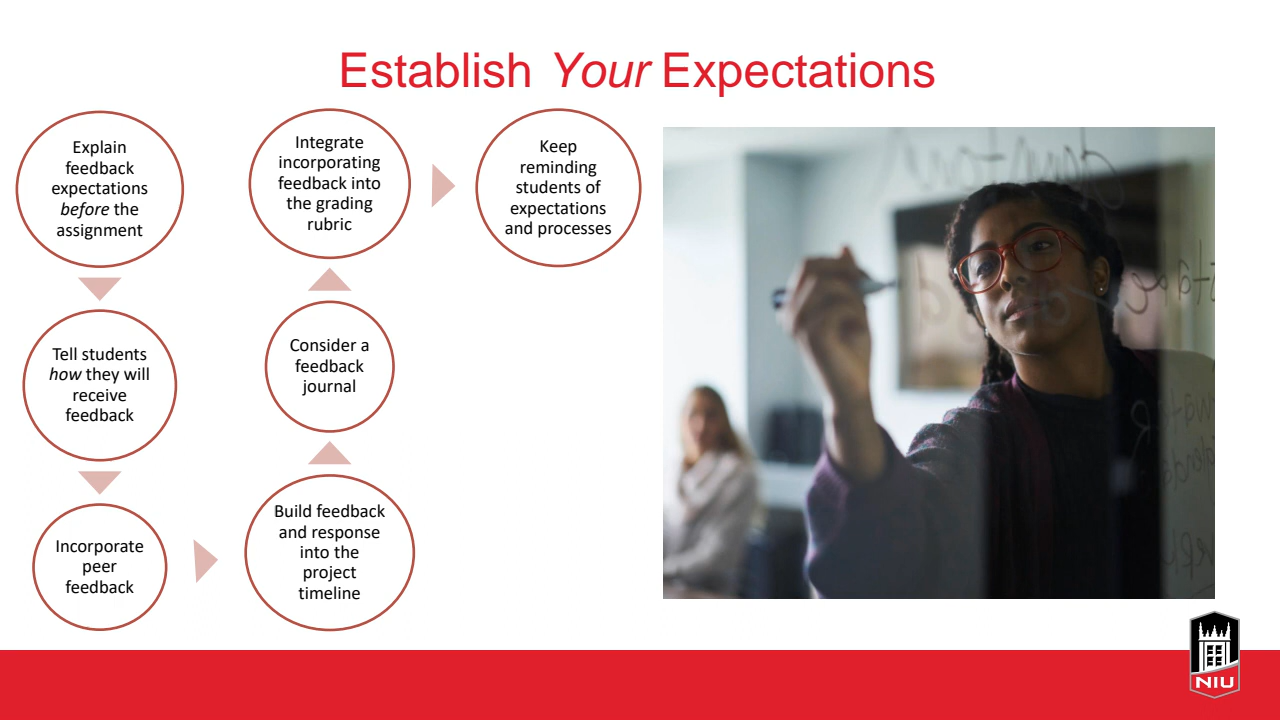 Establish Your Expectations
Explain
feedback
expectations
before the
assignment
Tell students
how they will
receive
feedback
Incorporate
peer
feedback
Build feedback
and response
into the
project
timeline
Consider a
feedback
journal
Integrate
incorporating
feedback into
the grading
rubric
Keep
reminding
students of
expectations
and processes
NIU